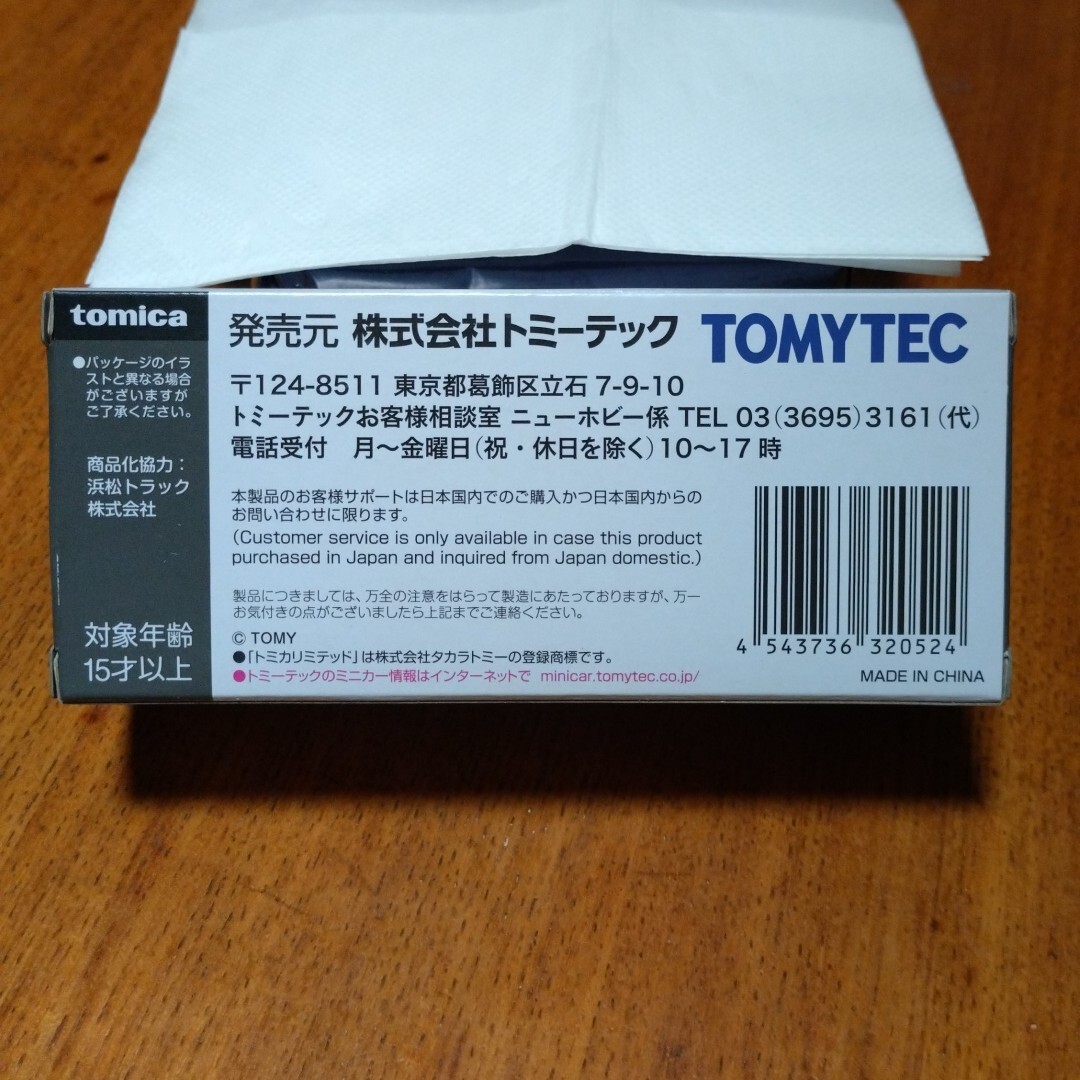 tomica
●パッケージのイラ
ストと異なる場合
がございますが
ご了承ください。
商品化協力：
浜松トラック
株式会社
対象年齢
15才以上
発売元 株式会社トミーテック TOMYTEC
〒124-8511 東京都葛飾区立石 7-9-10
トミーテックお客様相談室 ニューホビー係 TEL 03(3695)3161(代)
電話受付　月〜金曜日(祝・休日を除く)10〜17時
本製品のお客様サポートは日本国内でのご購入かつ日本国内からの
お問い合わせに限ります。
(Customer service is only available in case this product
purchased in Japan and inquired from Japan domestic.)
製品につきましては、万全の注意をはらって製造にあたっておりますが、万一
お気付きの点がございましたら上記までご連絡ください。
© TOMY
●「トミカリミテッド」は株式会社タカラトミーの登録商標です。
●トミーテックのミニカー情報はインターネットで minicar.tomytec.co.jp/
4 543736 320524
MADE IN CHINA